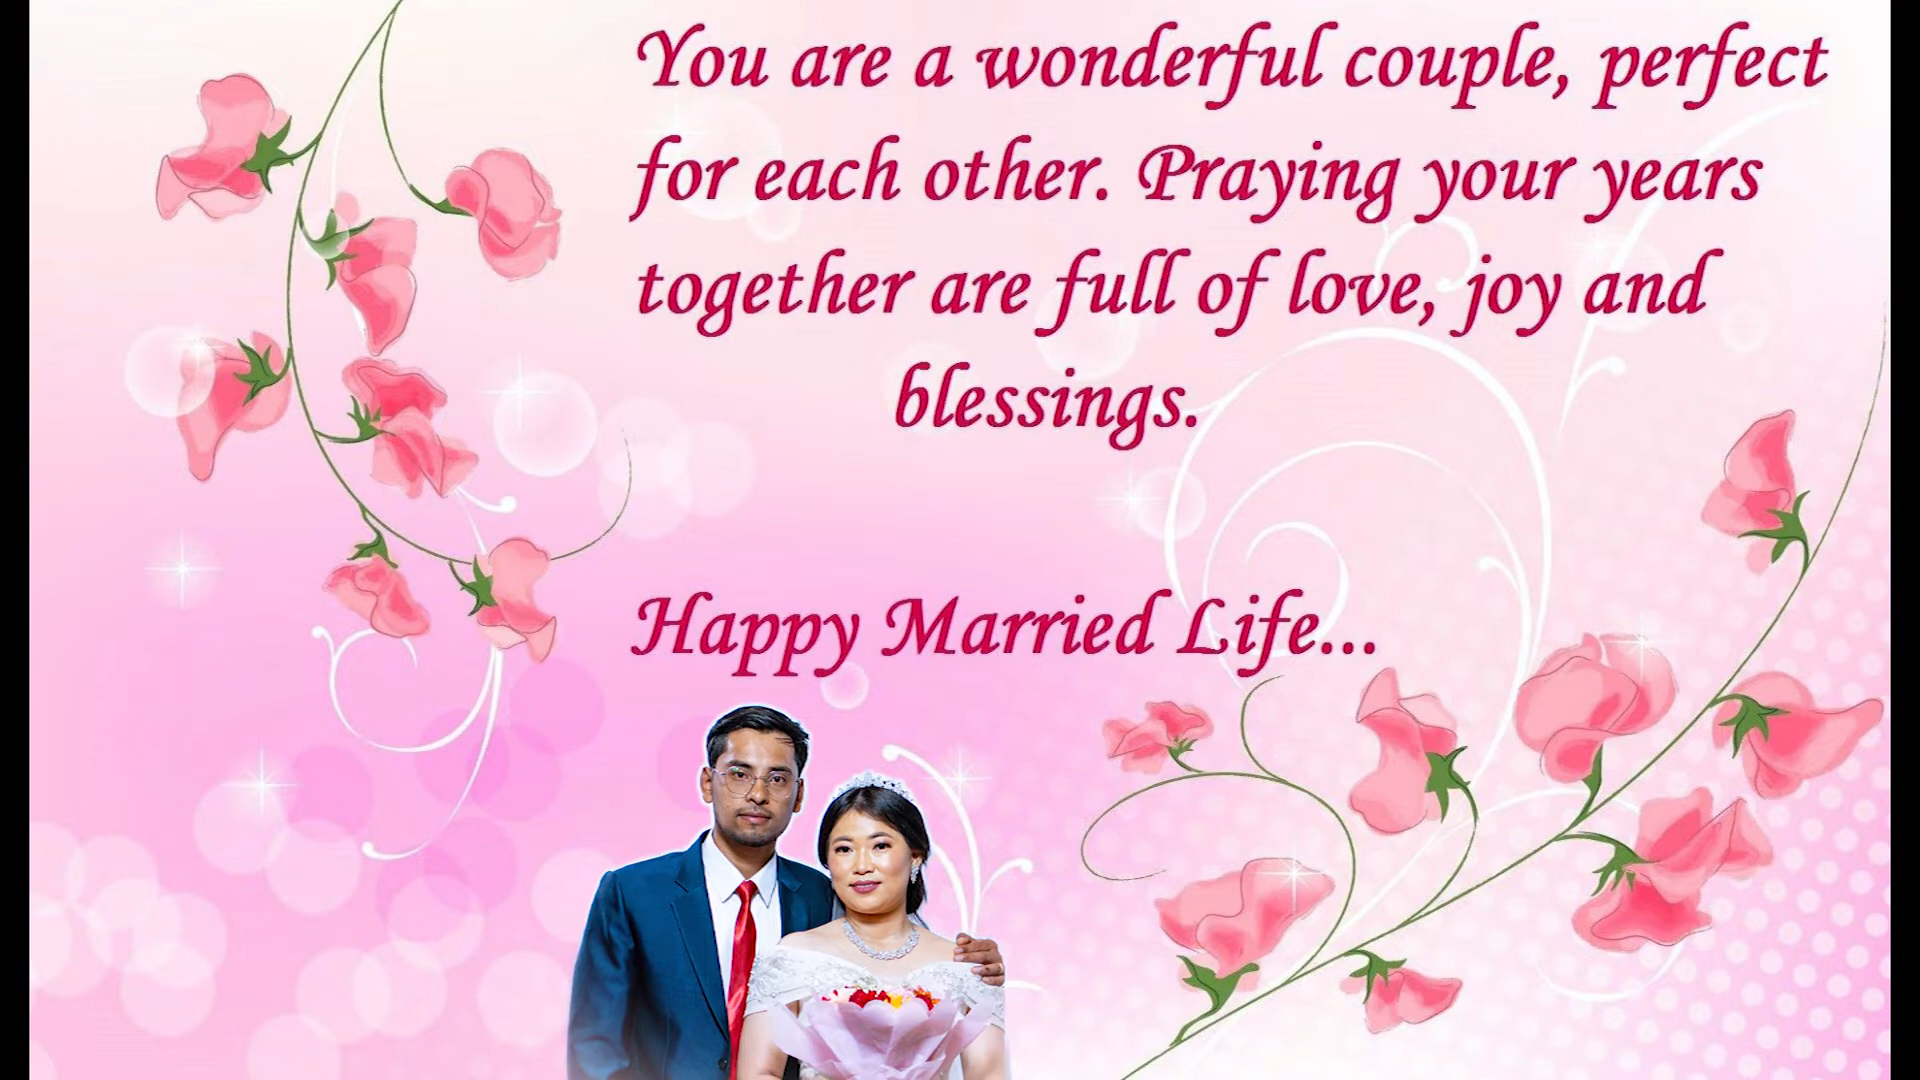 You are a wonderful couple, perfect
for each other. Praying your years
together are full of love, joy and
blessings.
Happy Married Life...